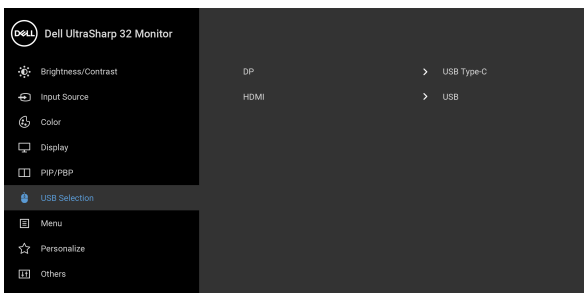 DELL Dell UltraSharp 32 Monitor
Brightness/Contrast
DP USB Type-C
Input Source
HDMI USB
Color
Display
PIP/PBP
USB Selection
Menu
Personalize
Others